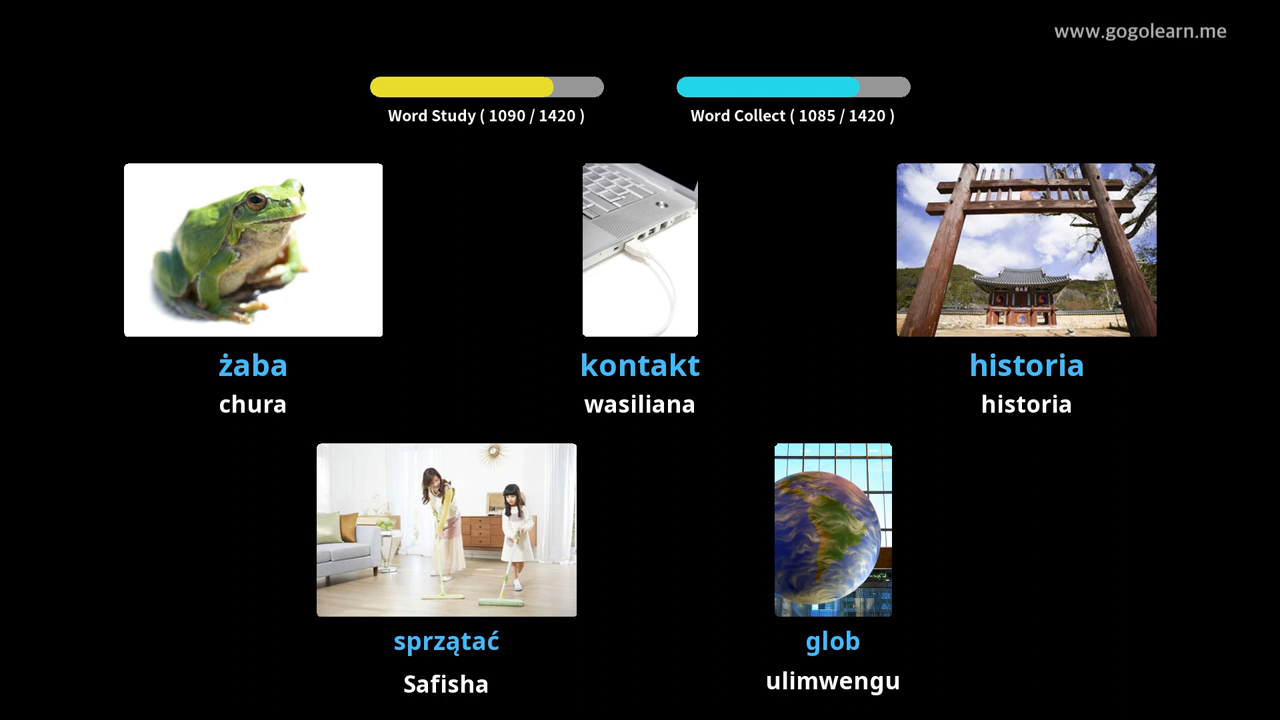 www.gogolearn.me
Word Study ( 1090 / 1420 )
Word Collect ( 1085 / 1420 )
żaba
kontakt
historia
chura
wasiliana
historia
sprzątać
glob
Safisha
ulimwengu